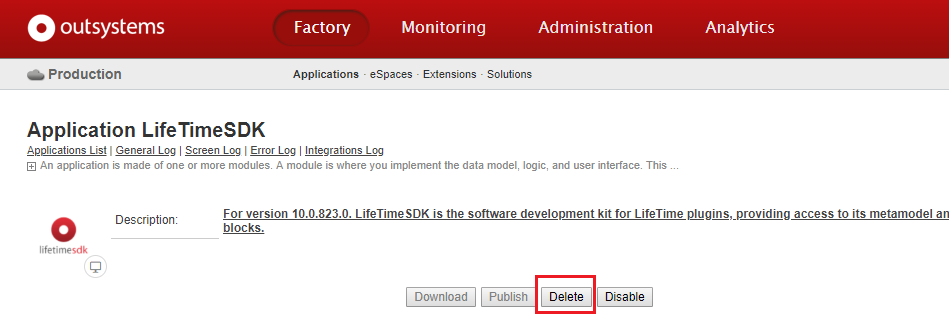 outsystems Factory Monitoring Administration Analytics
Production Applications · eSpaces · Extensions · Solutions
Application LifeTimeSDK
Applications List | General Log | Screen Log | Error Log | Integrations Log
An application is made of one or more modules. A module is where you implement the data model, logic, and user interface. This ...
Description: For version 10.0.823.0. LifeTimeSDK is the software development kit for LifeTime plugins, providing access to its metamodel an
blocks.
lifetimesdk
Download Publish Delete Disable